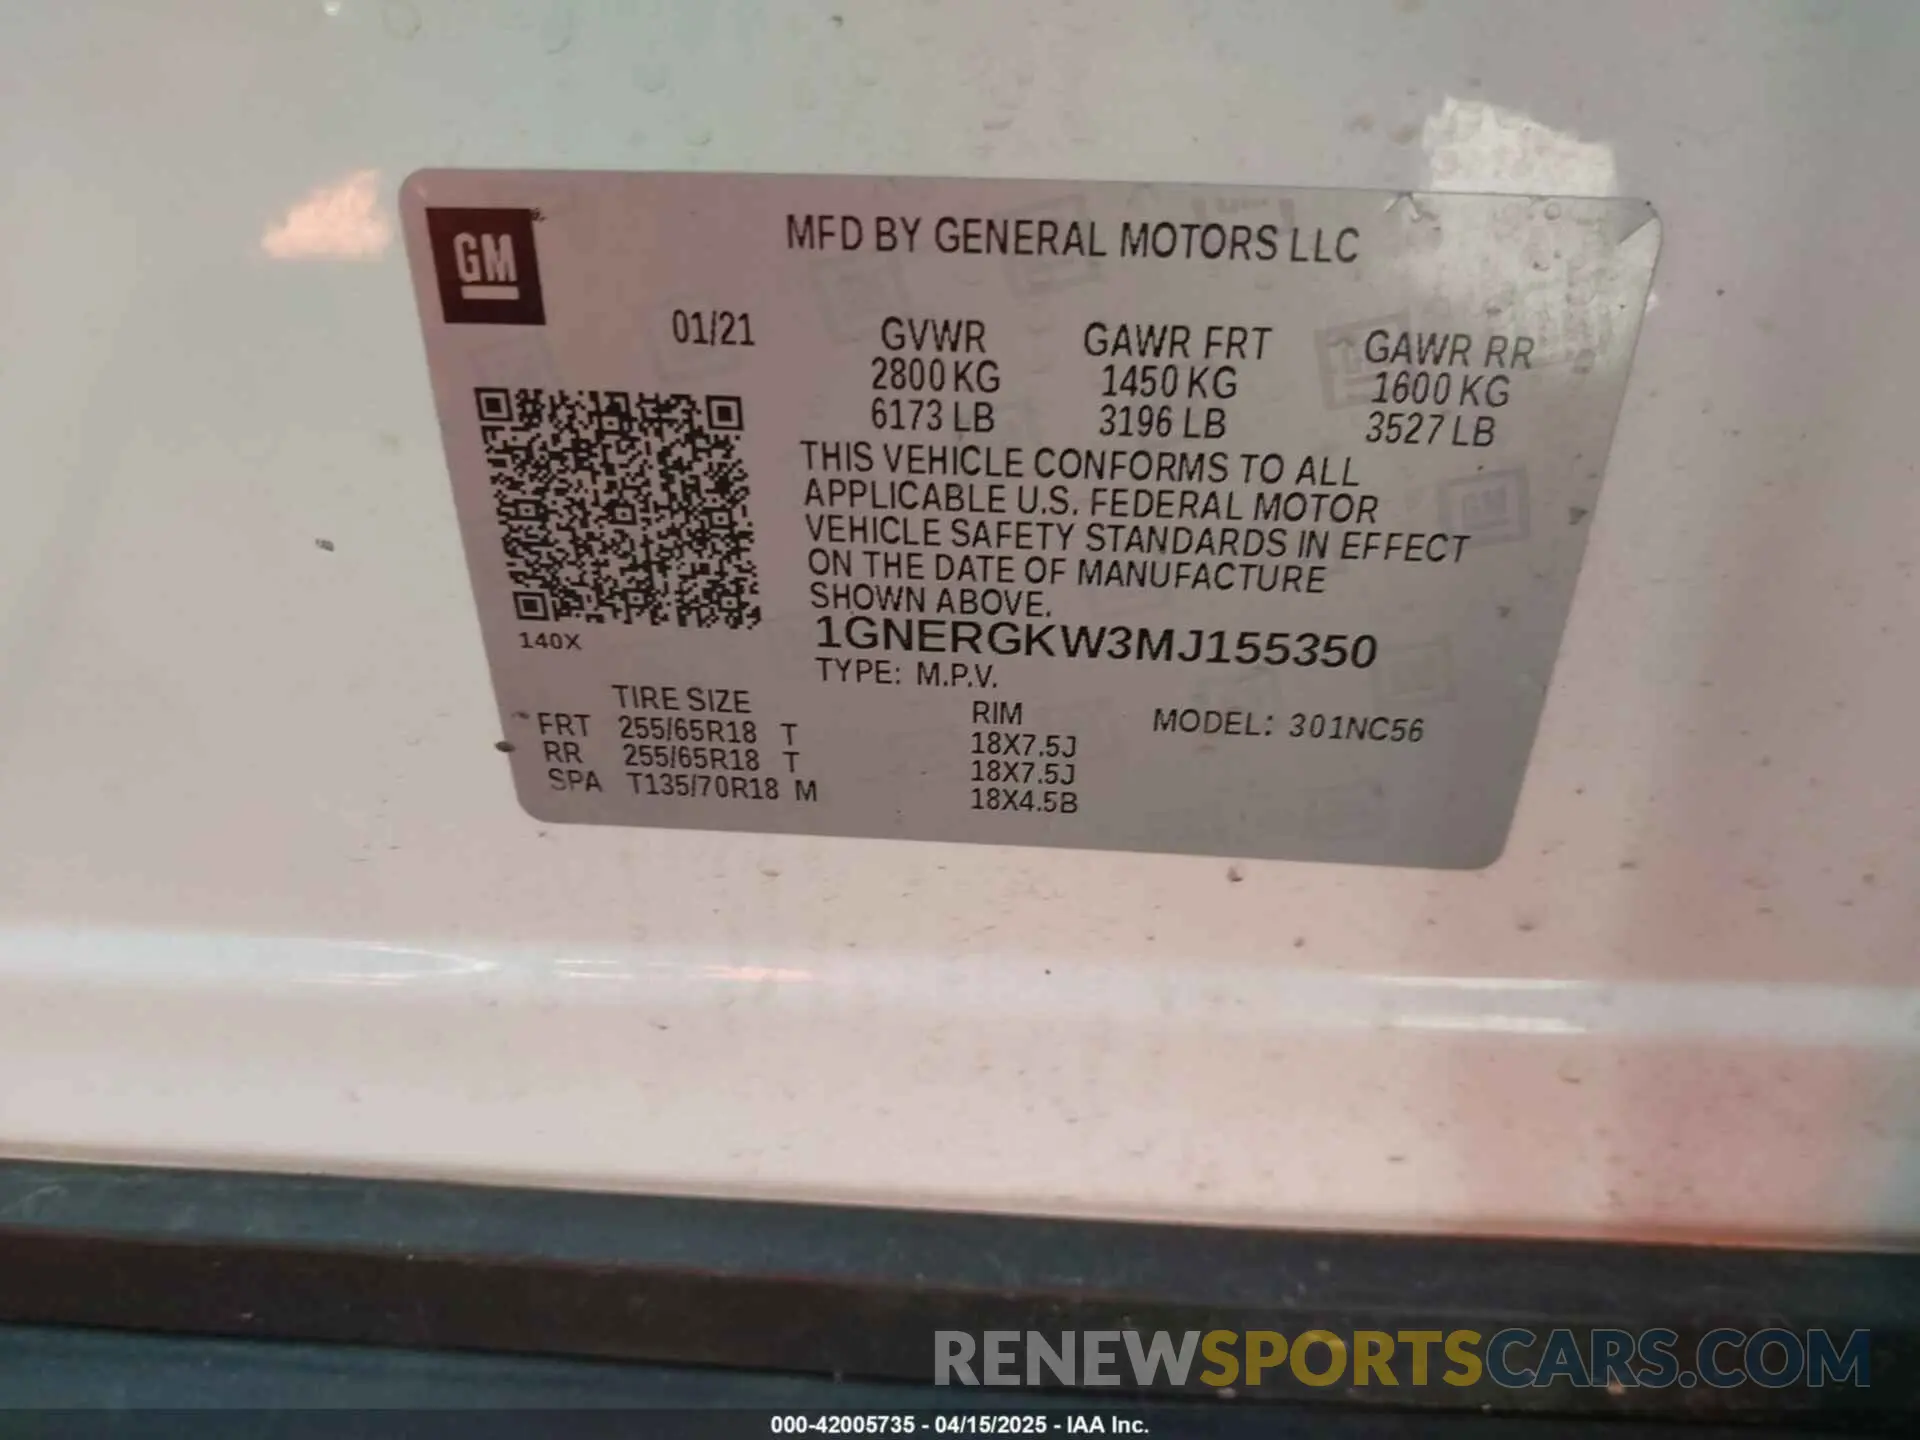 GM
MFD BY GENERAL MOTORS LLC
01/21
GVWR GAWR FRT GAWR RR
2800 KG 1450 KG 1600 KG
6173 LB 3196 LB 3527 LB
THIS VEHICLE CONFORMS TO ALL
APPLICABLE U.S. FEDERAL MOTOR
VEHICLE SAFETY STANDARDS IN EFFECT
ON THE DATE OF MANUFACTURE
SHOWN ABOVE.
140X
1GNERGKW3MJ155350
TYPE: M.P.V.
TIRE SIZE RIM MODEL: 301NC56
FRT 255/65R18 T 18X7.5J
RR 255/65R18 T 18X7.5J
SPA T135/70R18 M 18X4.5B
RENEWSPORTSCARS.COM
000-42005735 - 04/15/2025 - IAA Inc.